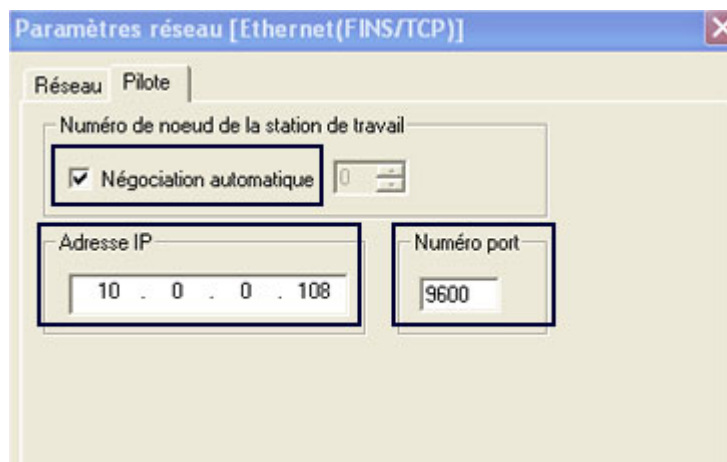 Paramètres réseau [Ethernet(FINS/TCP)]
Réseau Pilote
Numéro de noeud de la station de travail
Négociation automatique 0
Adresse IP Numéro port
10 . 0 . 0 . 108 9600